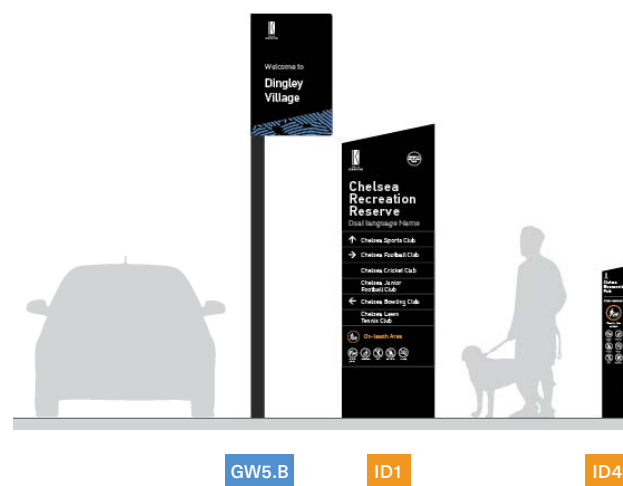 Welcome to
Dingley
Village
Chelsea
Recreation
Reserve
Dual language Name
Chelsea Sports Club
Chelsea Football Club
Chelsea Cricket Club
Chelsea Junior
Football Club
Chelsea Bowling Club
Chelsea Lawn
Tennis Club
On-leash Area
Chelsea
GW5.B
ID1
ID4